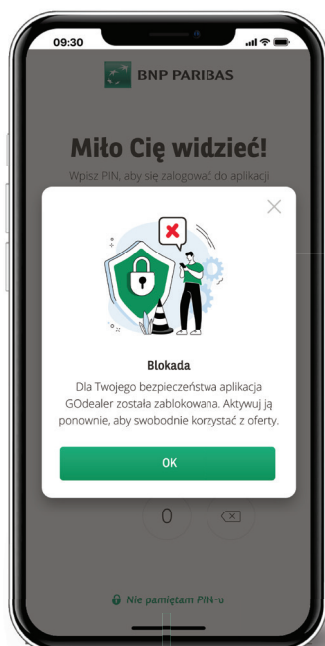 09:30
BNP PARIBAS
Miło Cię widzieć!
Wpisz PIN, aby się zalogować do aplikacji
Blokada
Dla Twojego bezpieczeństwa aplikacja
GOdealer została zablokowana. Aktywuj ją
ponownie, aby swobodnie korzystać z oferty.
OK
0
Nie pamiętam PIN-u